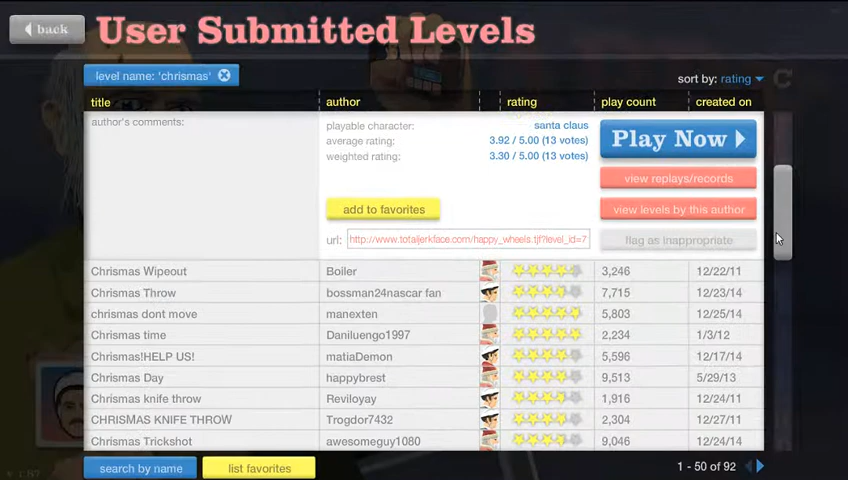 back
User Submitted Levels
level name: 'chrismas'
sort by: rating
title author rating play count created on
author's comments:
playable character: santa claus
average rating: 3.92 / 5.00 (13 votes)
weighted rating: 3.30 / 5.00 (13 votes)
Play Now
view replays/records
add to favorites
view levels by this author
url: http://www.totaljerkface.com/happy_wheels.tjf?level_id=7
flag as inappropriate
Chrismas Wipeout Boiler 3,246 12/22/11
Chrismas Throw bossman24nascar fan 7,715 12/23/14
chrismas dont move manexten 5,803 12/25/14
Chrismas time Daniluengo1997 2,234 1/3/12
Chrismas!HELP US! matiaDemon 5,596 12/17/14
Chrismas Day happybrest 9,513 5/29/13
Chrismas knife throw Reviloyay 1,916 12/24/11
CHRISMAS KNIFE THROW Trogdor7432 2,304 12/27/11
Chrismas Trickshot awesomeguy1080 9,046 12/24/14
search by name
list favorites
1 - 50 of 92